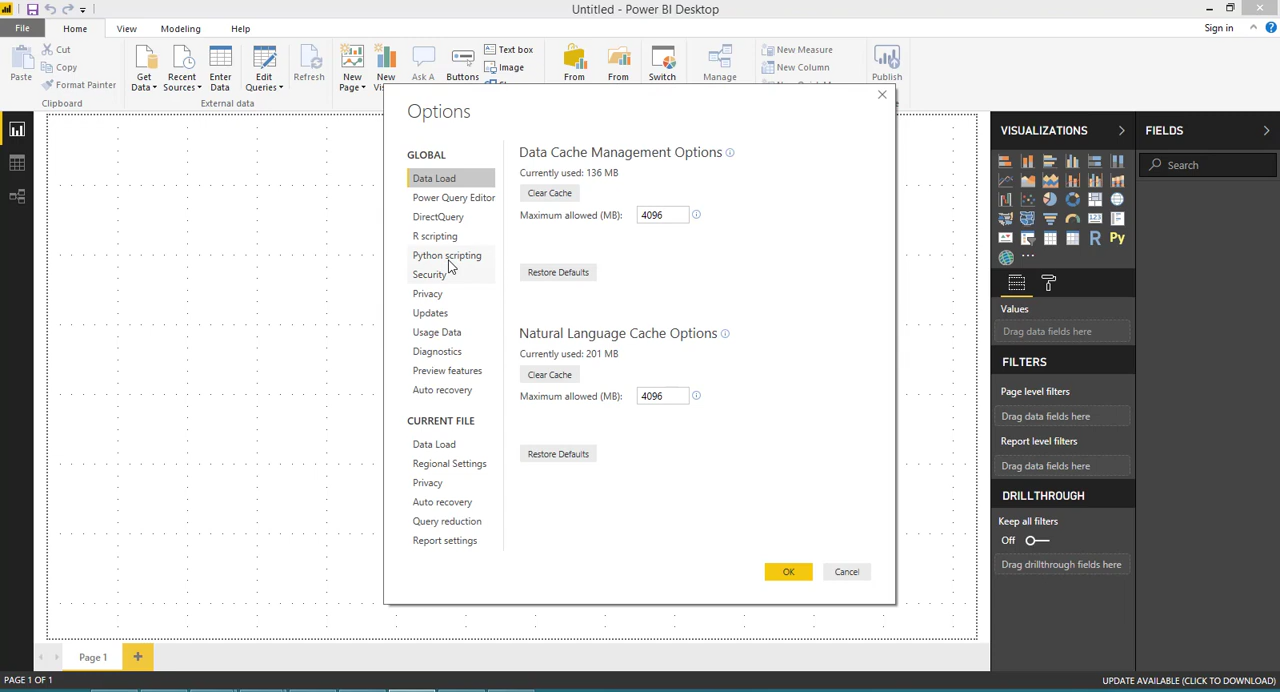 Untitled - Power BI Desktop
File Home View Modeling Help Sign in
Paste
Cut
Copy
Format Painter
Clipboard
Get Data
Recent Sources
Enter Data
Edit Queries
External data
Refresh
New Page
New
Ask A
Buttons
Text box
Image
From
From
Switch
Manage
New Measure
New Column
Publish
Options
GLOBAL
Data Load
Power Query Editor
DirectQuery
R scripting
Python scripting
Security
Privacy
Updates
Usage Data
Diagnostics
Preview features
Auto recovery
CURRENT FILE
Data Load
Regional Settings
Privacy
Auto recovery
Query reduction
Report settings
Data Cache Management Options
Currently used: 136 MB
Clear Cache
Maximum allowed (MB): 4096
Restore Defaults
Natural Language Cache Options
Currently used: 201 MB
Clear Cache
Maximum allowed (MB): 4096
Restore Defaults
OK Cancel
VISUALIZATIONS
R Py
Values
Drag data fields here
FILTERS
Page level filters
Drag data fields here
Report level filters
Drag data fields here
DRILLTHROUGH
Keep all filters
Off
Drag drillthrough fields here
FIELDS
Search
Page 1
PAGE 1 OF 1
UPDATE AVAILABLE (CLICK TO DOWNLOAD)